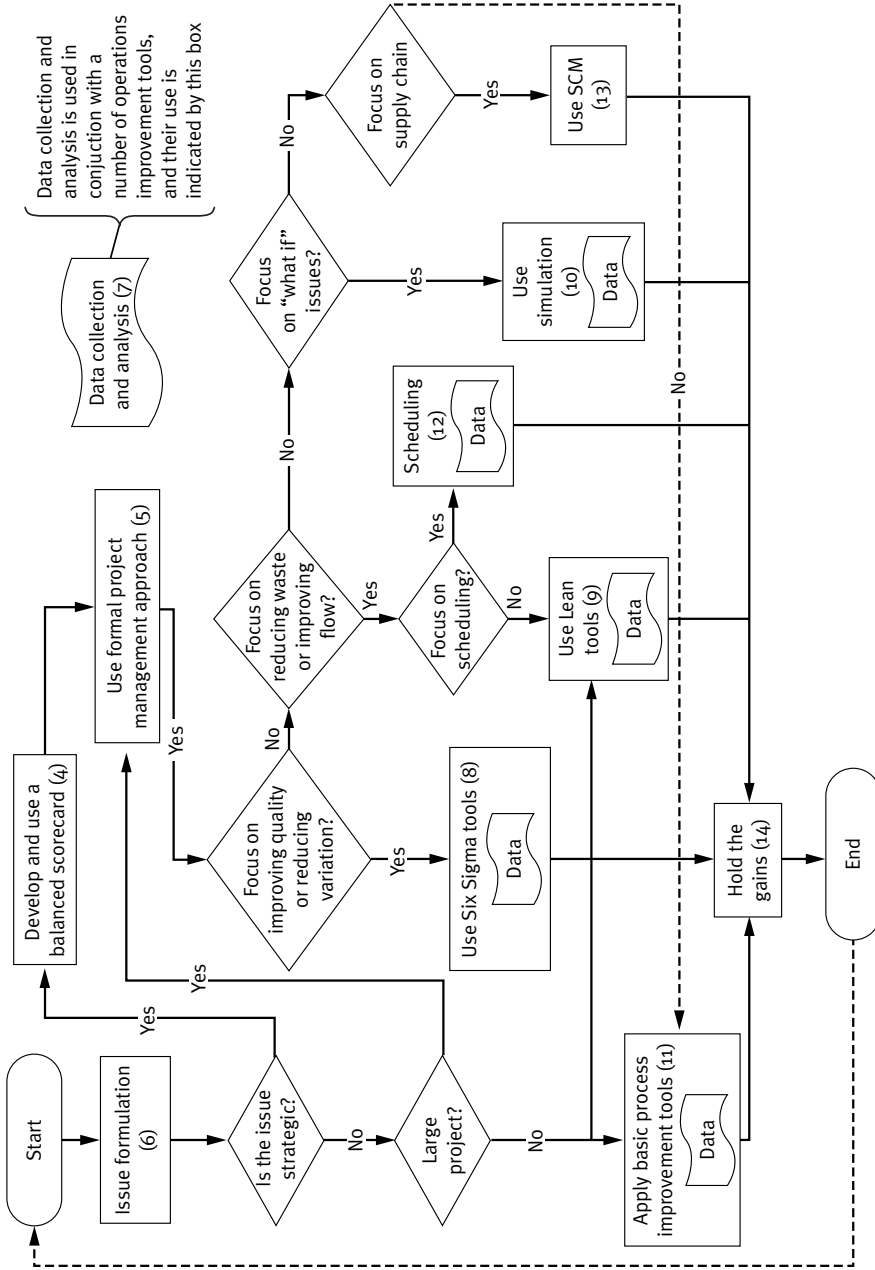 Start
Issue formulation
(6)
Is the issue
strategic?
Yes
No
Large
project?
Yes
No
Apply basic process
improvement tools (11)
Data
Develop and use a
balanced scorecard (4)
Use formal project
management approach (5)
Yes
Focus on
improving quality
or reducing
variation?
No
Yes
Use Six Sigma tools (8)
Data
Hold the
gains (14)
End
Focus on
reducing waste
or improving
flow?
No
Yes
Focus on
scheduling?
Yes
No
Use Lean
tools (9)
Data
Scheduling
(12)
Data
Focus
on “what if”
issues?
No
Yes
Use
simulation
(10)
Data
Focus on
supply chain
Yes
Use SCM
(13)
No
Data collection
and analysis (7)
Data collection and
analysis is used in
conjuction with a
number of operations
improvement tools,
and their use is
indicated by this box